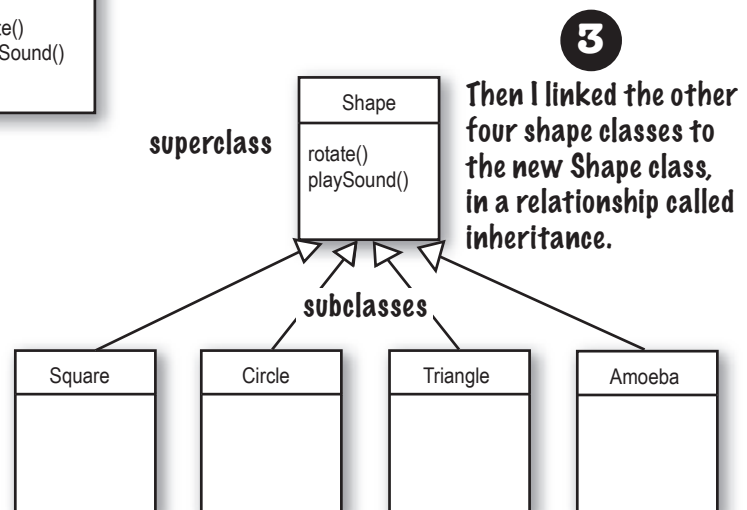 Sound()
3
Then I linked the other
four shape classes to
the new Shape class,
in a relationship called
inheritance.
superclass
Shape
rotate()
playSound()
subclasses
Square
Circle
Triangle
Amoeba